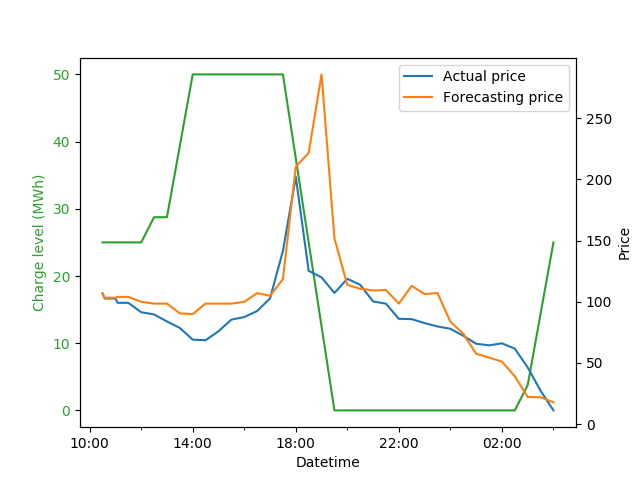 Actual price
Forecasting price
50
40
30
20
10
0
Charge level (MWh)
250
200
150
100
50
0
Price
10:00 14:00 18:00 22:00 02:00
Datetime